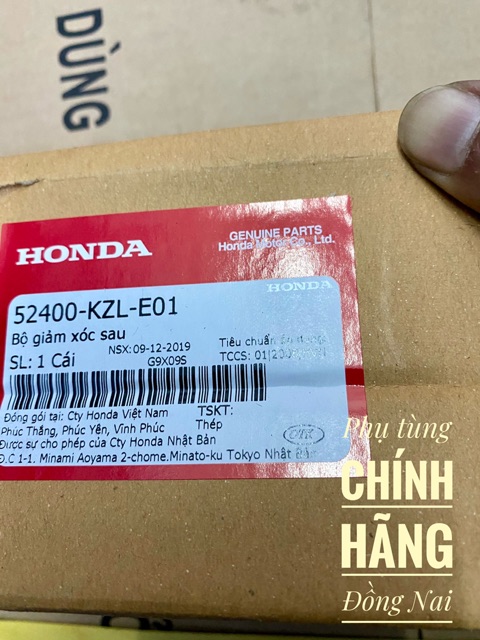 DÙNG
HONDA
GENUINE PARTS
Honda Motor Co., Ltd.
HONDA
52400-KZL-E01
Bộ giảm xóc sau
NSX: 09-12-2019
Tiêu chuẩn
SL: 1 Cái
G9X09S
TCCS: 01
Đóng gói tại: Cty Honda Việt Nam
TSKT:
Phúc Thắng, Phúc Yên, Vĩnh Phúc
Thép
Được sự cho phép của Cty Honda Nhật Bản
Đ.C 1-1. Minami Aoyama 2-chome.Minato-ku Tokyo Nhật Bản
Phụ tùng
CHÍNH
HÃNG
Đồng Nai